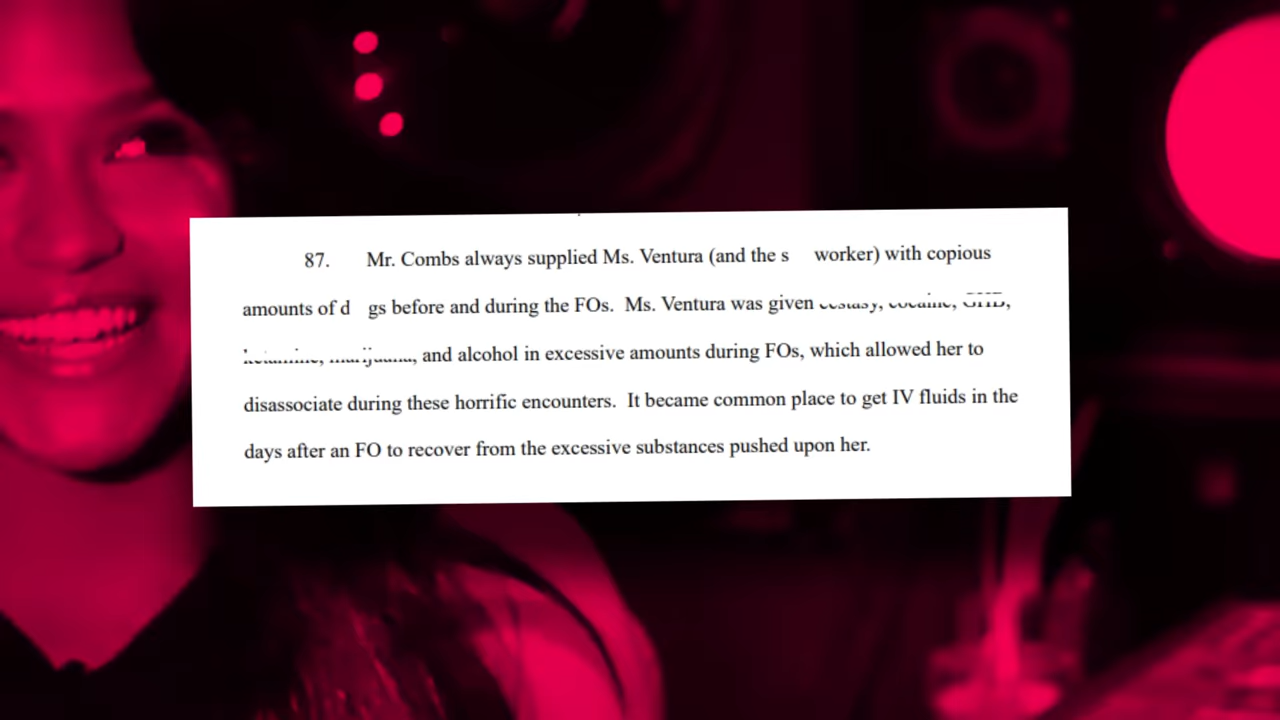 87. Mr. Combs always supplied Ms. Ventura (and the s worker) with copious
amounts of d gs before and during the FOs. Ms. Ventura was given
and alcohol in excessive amounts during FOs, which allowed her to
disassociate during these horrific encounters. It became common place to get IV fluids in the
days after an FO to recover from the excessive substances pushed upon her.